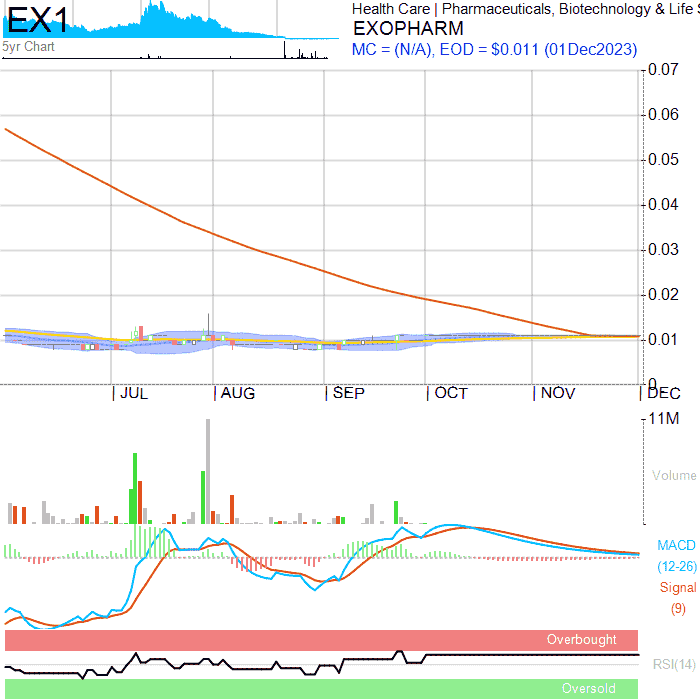 EX1
5yr Chart
Health Care | Pharmaceuticals, Biotechnology & Life S
EXOPHARM
MC = (N/A), EOD = $0.011 (01Dec2023)
0.07
0.06
0.05
0.04
0.03
0.02
0.01
0
JUL AUG SEP OCT NOV DEC
11M
Volume
MACD
(12-26)
Signal
(9)
Overbought
RSI(14)
Oversold